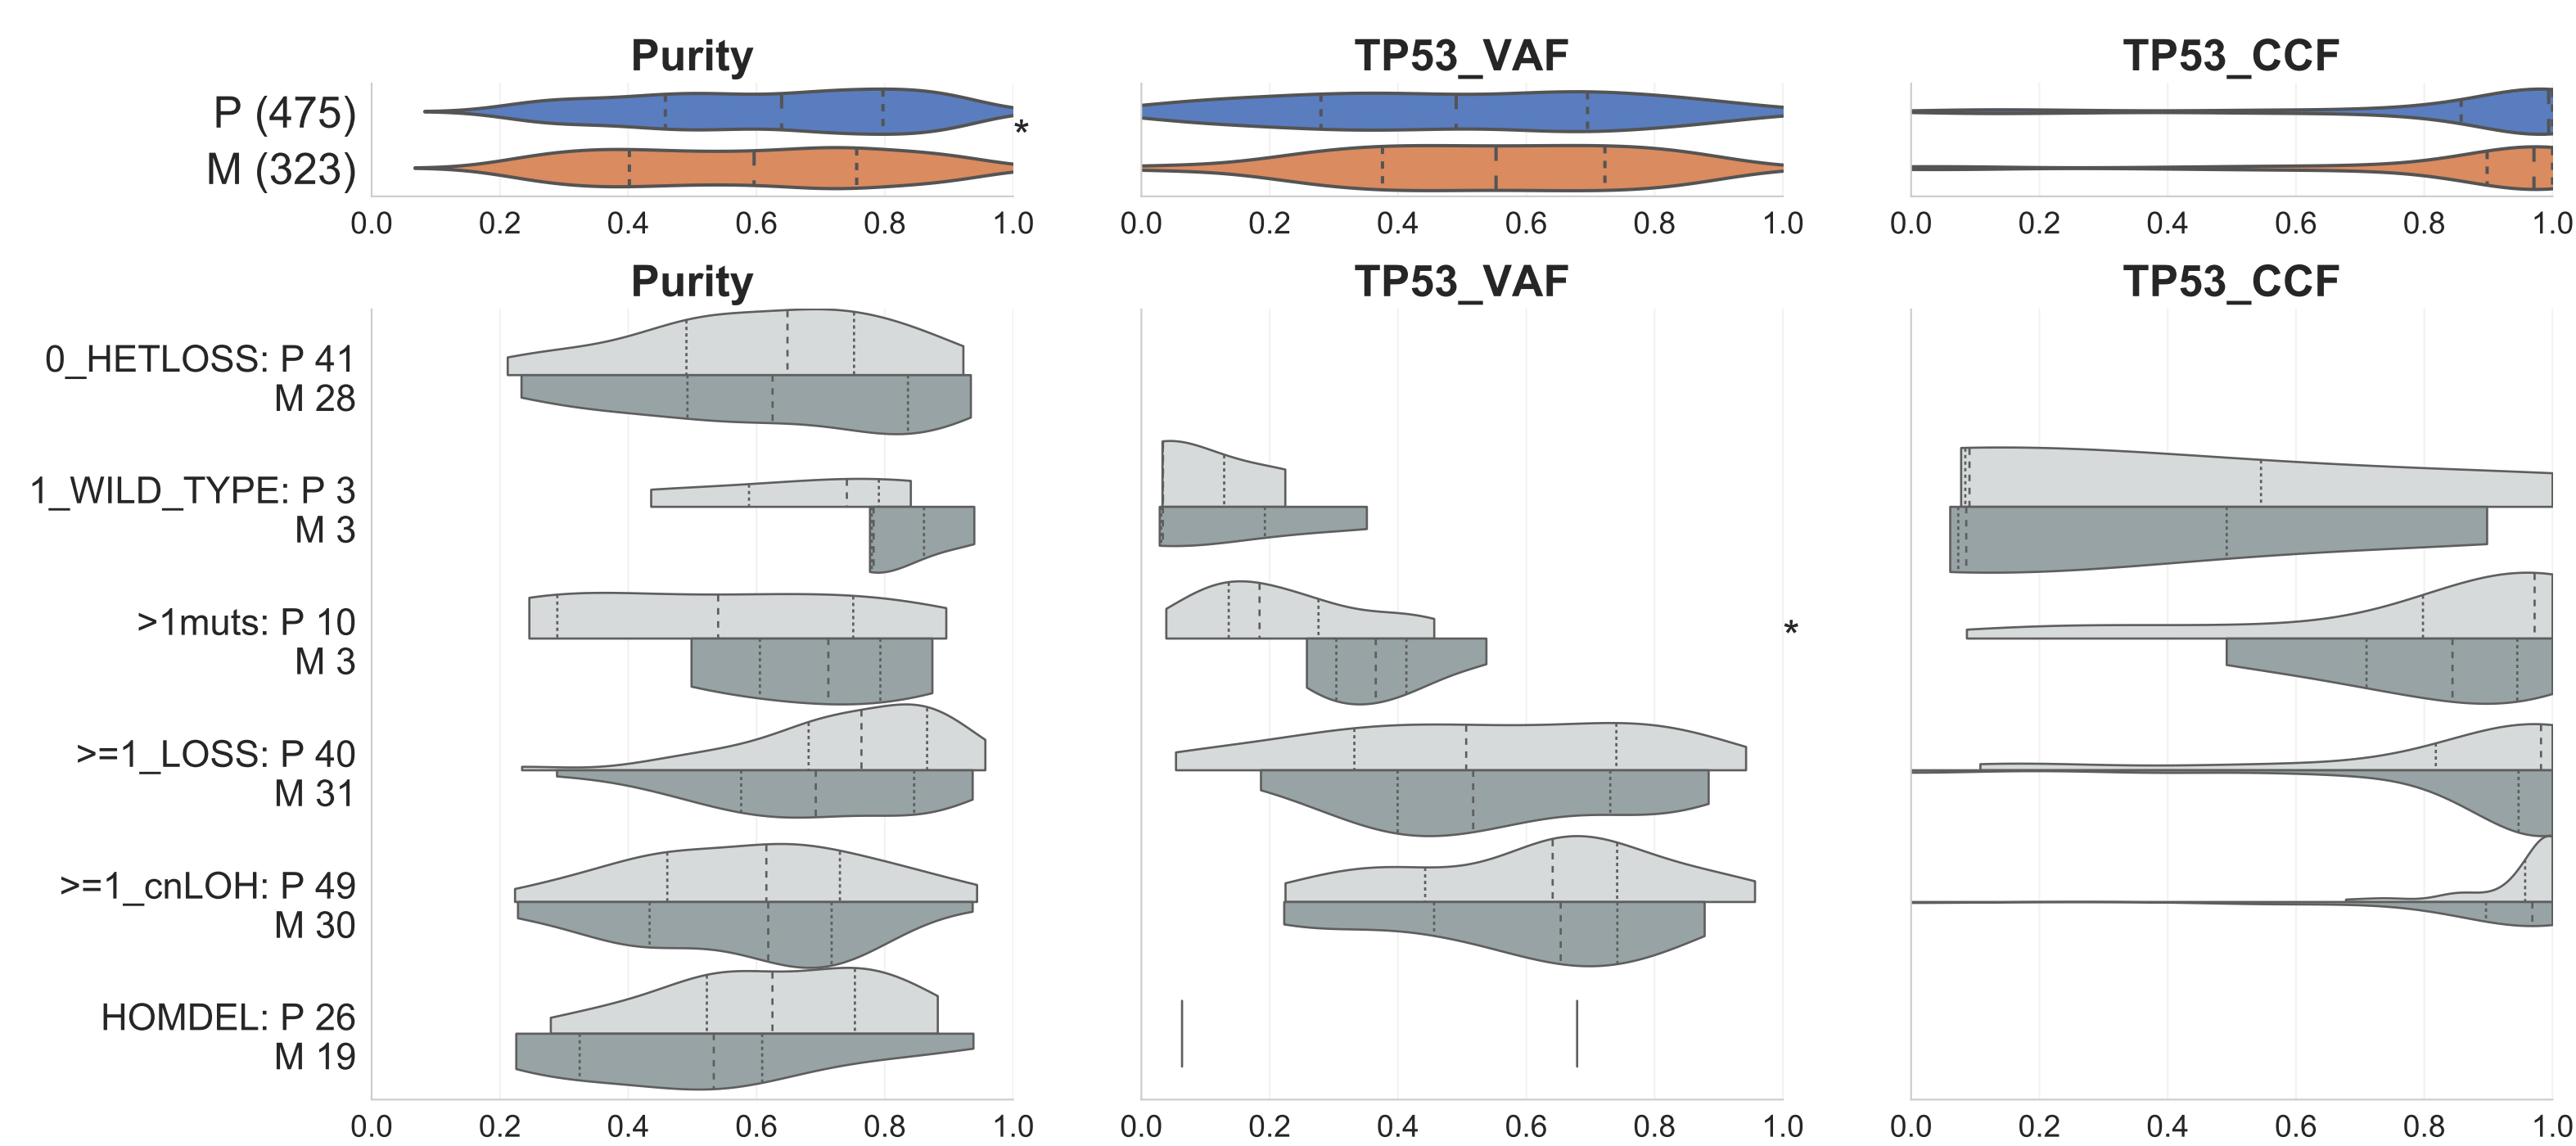 Purity TP53_VAF TP53_CCF
P (475)
*
M (323)
0.0 0.2 0.4 0.6 0.8 1.0 0.0 0.2 0.4 0.6 0.8 1.0 0.0 0.2 0.4 0.6 0.8 1.0
Purity TP53_VAF TP53_CCF
0_HETLOSS: P 41
M 28
1_WILD_TYPE: P 3
M 3
>1muts: P 10
*
M 3
>=1_LOSS: P 40
M 31
>=1_cnLOH: P 49
M 30
HOMDEL: P 26
M 19
0.0 0.2 0.4 0.6 0.8 1.0 0.0 0.2 0.4 0.6 0.8 1.0 0.0 0.2 0.4 0.6 0.8 1.0